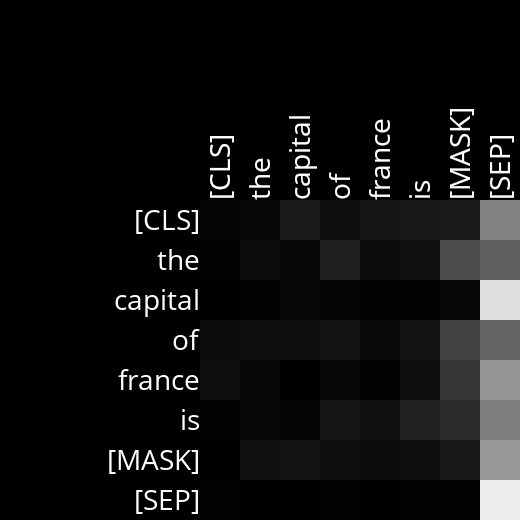 [CLS] the capital of france is [MASK] [SEP]
[CLS]
the
capital
of
france
is
[MASK]
[SEP]